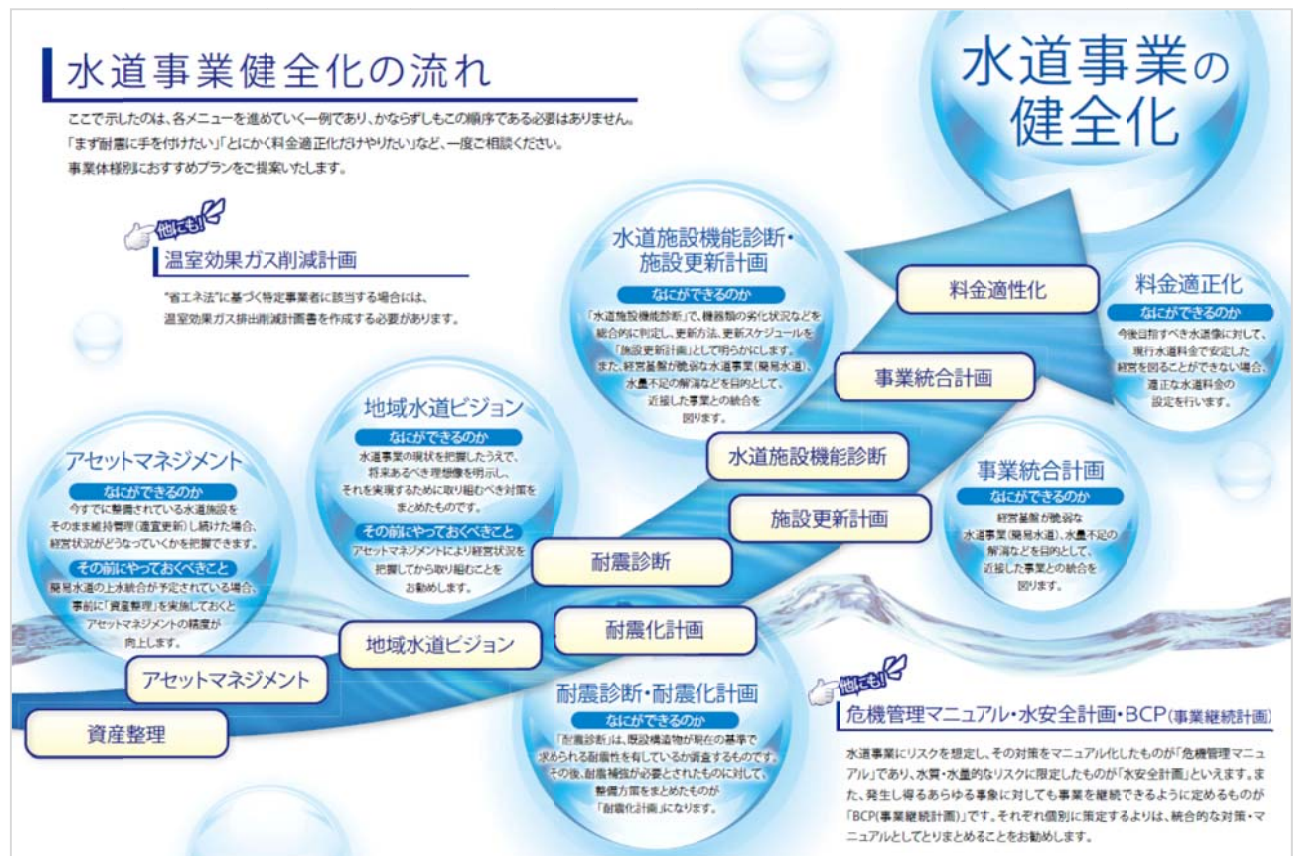 水道事業健全化の流れ
ここで示したのは、各メニューを進めていく一例であり、かならずしもこの順序である必要はありません。
「まず耐震に手を付けたい」「とにかく料金適正化だけやりたい」など、一度ご相談ください。
事業体様別におすすめプランをご提案いたします。
水道事業の
健全化
他にも!
温室効果ガス削減計画
"省エネ法"に基づく特定事業者に該当する場合には、
温室効果ガス排出削減計画書を作成する必要があります。
アセットマネジメント
なにができるのか
今すでに整備されている水道施設を
そのまま維持管理(適宜更新)し続けた場合、
経営状況がどうなっていくかを把握できます。
その前にやっておくべきこと
簡易水道の上水統合が予定されている場合、
事前に「資産整理」を実施しておくと
アセットマネジメントの精度が
向上します。
地域水道ビジョン
なにができるのか
水道事業の現状を把握したうえで、
将来あるべき理想像を明示し、
それを実現するために取り組むべき対策を
まとめたものです。
その前にやっておくべきこと
アセットマネジメントにより経営状況を
把握してから取り組むことを
お勧めします。
水道施設機能診断・
施設更新計画
なにができるのか
「水道施設機能診断」で、機器類の劣化状況などを
総合的に判定し、更新方法、更新スケジュールを
「施設更新計画」として明らかにします。
また、経営基盤が脆弱な水道事業(簡易水道)、
水量不足の解消などを目的として、
近接した事業との統合を
図ります。
料金適正化
なにができるのか
今後目指すべき水道像に対して、
現行水道料金で安定した
経営を図ることができない場合、
適正な水道料金の
設定を行います。
事業統合計画
なにができるのか
経営基盤が脆弱な
水道事業(簡易水道)、水量不足の
解消などを目的として、
近接した事業との統合を
図ります。
料金適性化
事業統合計画
水道施設機能診断
施設更新計画
耐震診断
耐震化計画
地域水道ビジョン
アセットマネジメント
資産整理
耐震診断・耐震化計画
なにができるのか
「耐震診断」は、既設構造物が現在の基準で
求められる耐震性を有しているか調査するものです。
その後、耐震補強が必要とされたものに対して、
整備方策をまとめたものが
「耐震化計画」になります。
他にも!
危機管理マニュアル・水安全計画・BCP(事業継続計画)
水道事業にリスクを想定し、その対策をマニュアル化したものが「危機管理マニュ
アル」であり、水質・水量的なリスクに限定したものが「水安全計画」といえます。ま
た、発生し得るあらゆる事象に対しても事業を継続できるように定めるものが
「BCP(事業継続計画)」です。それぞれ個別に策定するよりは、統合的な対策・マ
ニュアルとしてとりまとめることをお勧めします。